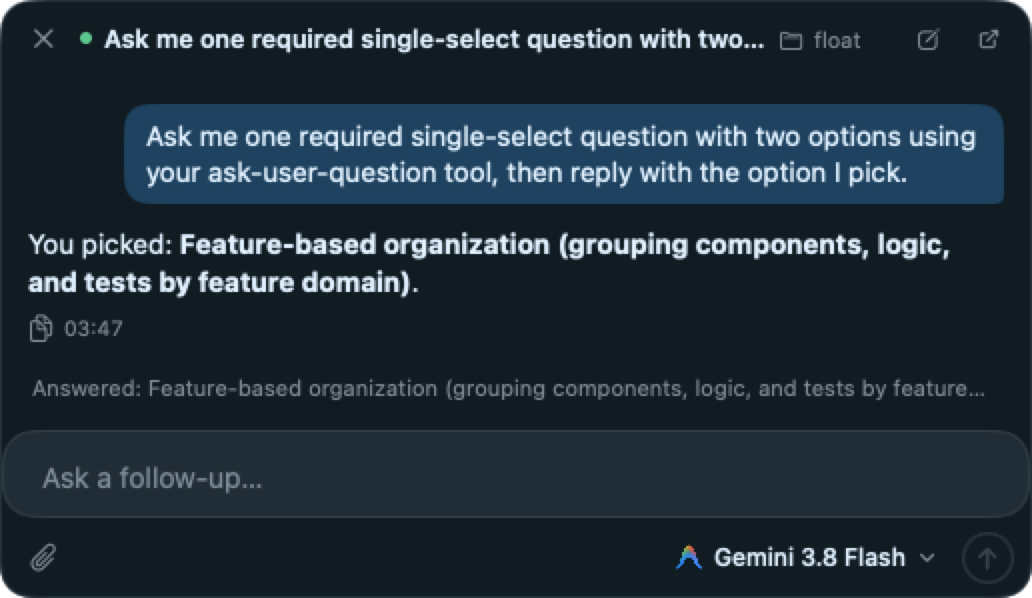 Ask me one required single-select question with two...
float
Ask me one required single-select question with two options using
your ask-user-question tool, then reply with the option I pick.
You picked: Feature-based organization (grouping components, logic,
and tests by feature domain).
03:47
Answered: Feature-based organization (grouping components, logic, and tests by feature...
Ask a follow-up...
Gemini 3.8 Flash